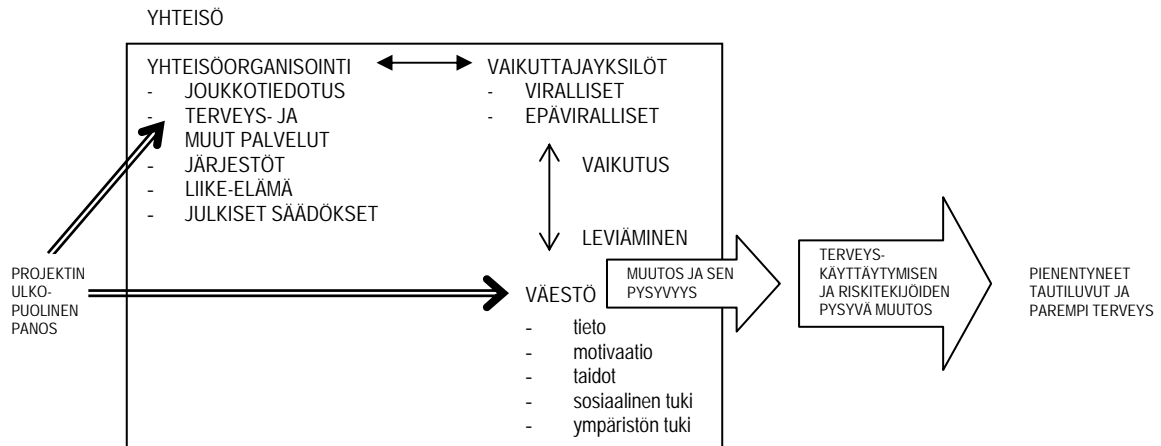 YHTEISÖ
YHTEISÖORGANISOINTI
- JOUKKOTIEDOTUS
- TERVEYS- JA
MUUT PALVELUT
- JÄRJESTÖT
- LIIKE-ELÄMÄ
- JULKISET SÄÄDÖKSET
VAIKUTTAJAYKSILÖT
- VIRALLISET
- EPÄVIRALLISET
VAIKUTUS
LEVIÄMINEN
PROJEKTIN
ULKO-
PUOLINEN
PANOS
VÄESTÖ
- tieto
- motivaatio
- taidot
- sosiaalinen tuki
- ympäristön tuki
MUUTOS JA SEN
PYSYVYYS
TERVEYS-
KÄYTTÄYTYMISEN
JA RISKITEKIJÖIDEN
PYSYVÄ MUUTOS
PIENENTYNEET
TAUTILUVUT JA
PAREMPI TERVEYS